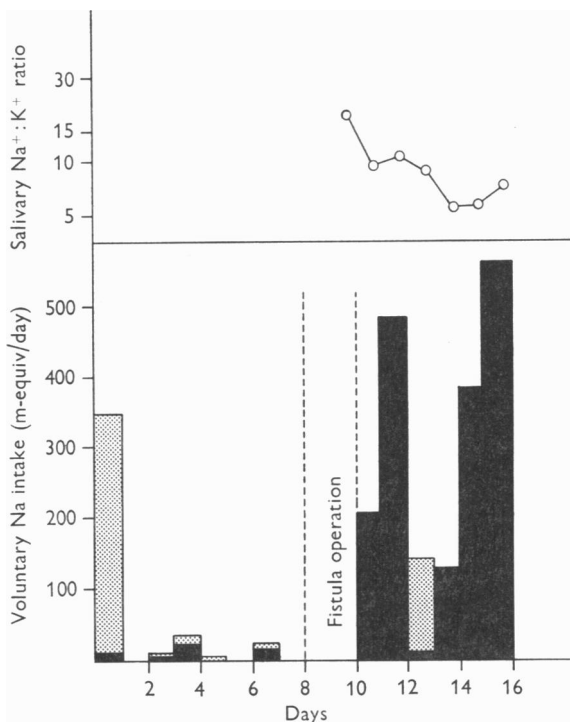 Salivary Na⁺:K⁺ ratio
30
15
10
5
Voluntary Na intake (m-equiv/day)
500
400
300
200
100
Fistula operation
2 4 6 8 10 12 14 16
Days